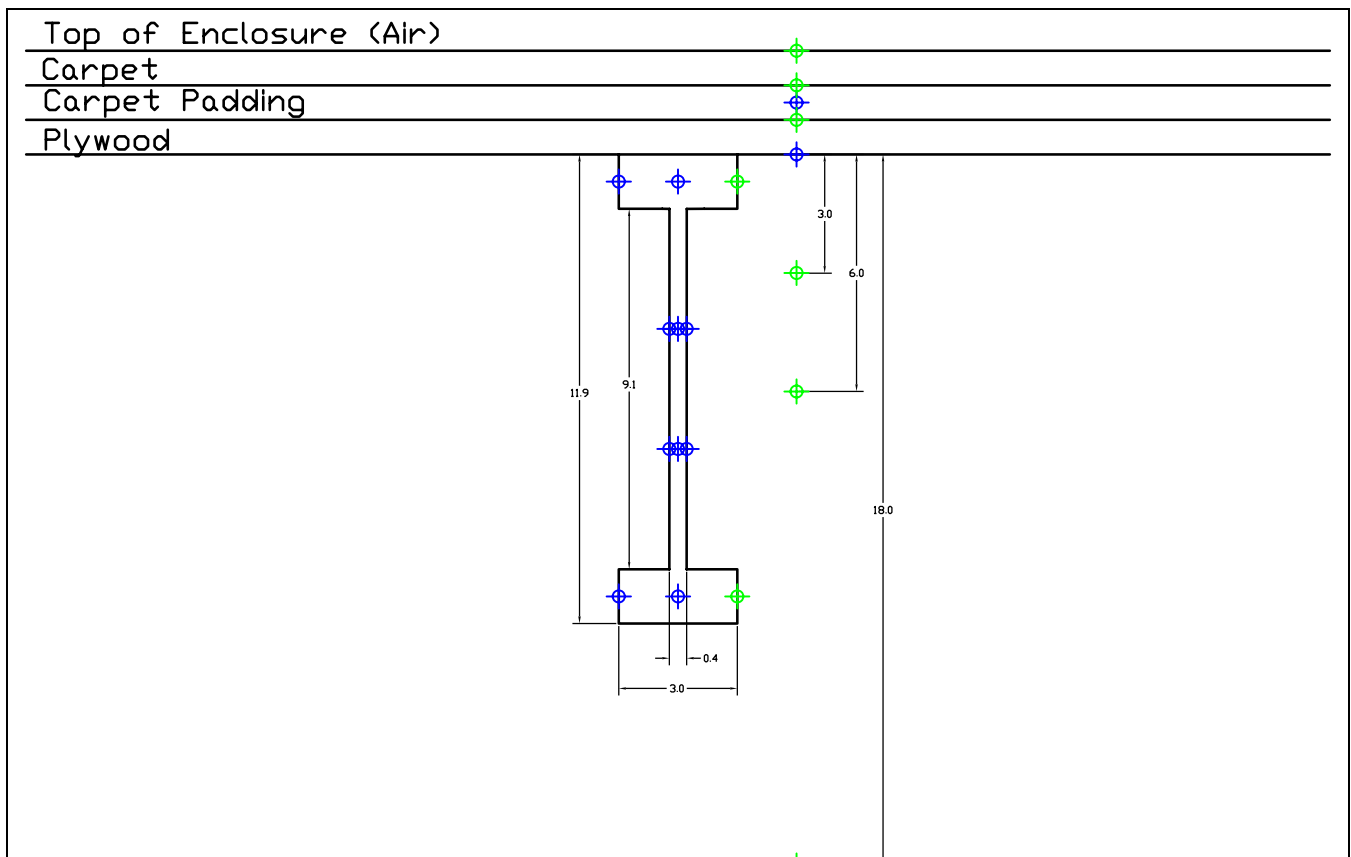 Top of Enclosure (Air)
Carpet
Carpet Padding
Plywood
3.0
6.0
9.1
11.9
18.0
0.4
3.0